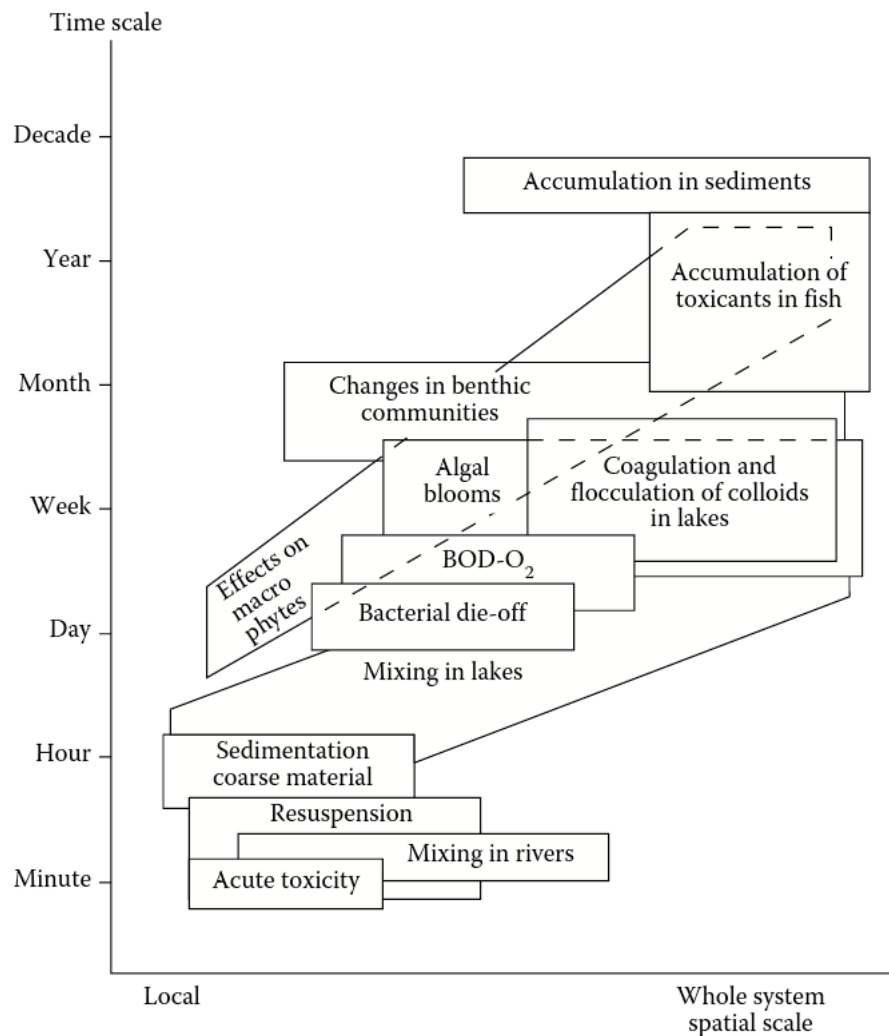 Time scale
Decade
Accumulation in sediments
Year
Accumulation of
toxicants in fish
Month
Changes in benthic
communities
Algal
blooms
Coagulation and
flocculation of colloids
in lakes
Week
Effects on
macro
phytes
BOD-O₂
Bacterial die-off
Day
Mixing in lakes
Hour
Sedimentation
coarse material
Resuspension
Mixing in rivers
Minute
Acute toxicity
Local
Whole system
spatial scale